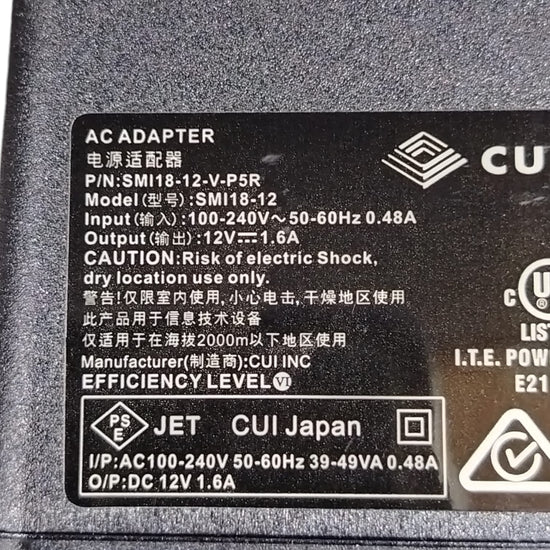 AC ADAPTER
电源适配器
P/N:SMI18-12-V-P5R
Model(型号):SMI18-12
Input(输入):100-240V～50-60Hz 0.48A
Output(输出):12V⎓1.6A
CAUTION:Risk of electric Shock,
dry location use only.
警告!仅限室内使用,小心电击,干燥地区使用
此产品用于信息技术设备
仅适用于在海拔2000m以下地区使用
Manufacturer(制造商):CUI INC
EFFICIENCY LEVEL VI
PS
E
JET CUI Japan
I/P:AC100-240V 50-60Hz 39-49VA 0.48A
O/P:DC 12V 1.6A
CUI
C UL
LIS
I.T.E. POW
E21